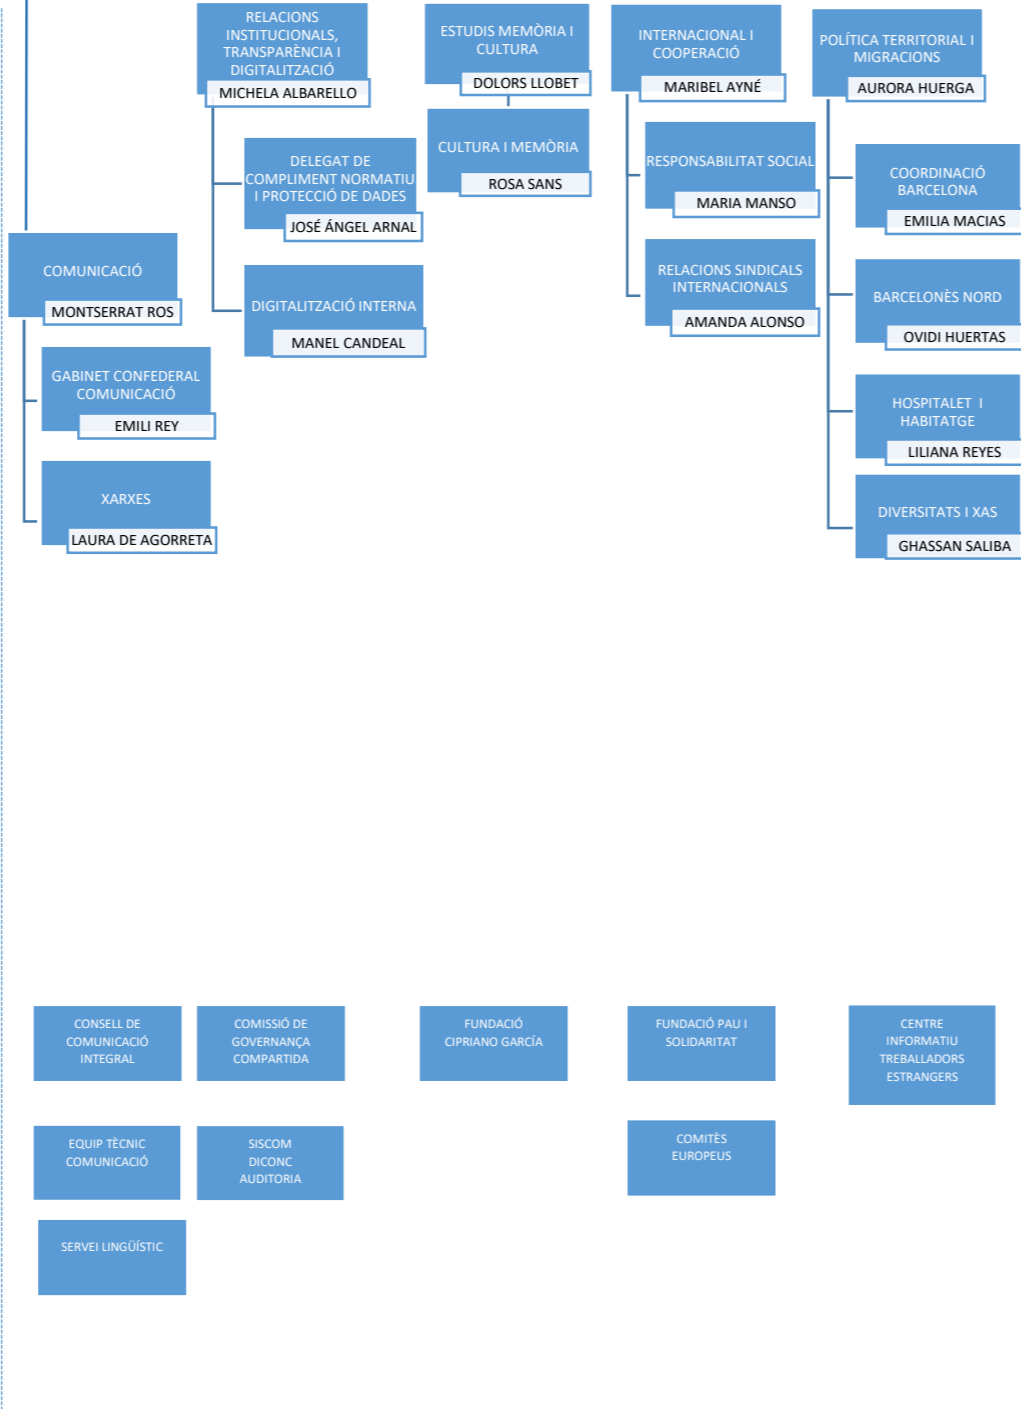 RELACIONS
INSTITUCIONALS,
TRANSPARÈNCIA I
DIGITALITZACIÓ
MICHELA ALBARELLO
DELEGAT DE
COMPLIMENT NORMATIU
I PROTECCIÓ DE DADES
JOSÉ ÁNGEL ARNAL
DIGITALITZACIÓ INTERNA
MANEL CANDEAL
ESTUDIS MEMÒRIA I
CULTURA
DOLORS LLOBET
CULTURA I MEMÒRIA
ROSA SANS
INTERNACIONAL I
COOPERACIÓ
MARIBEL AYNÉ
RESPONSABILITAT SOCIAL
MARIA MANSO
RELACIONS SINDICALS
INTERNACIONALS
AMANDA ALONSO
POLÍTICA TERRITORIAL I
MIGRACIONS
AURORA HUERGA
COORDINACIÓ
BARCELONA
EMILIA MACIAS
BARCELONÈS NORD
OVIDI HUERTAS
HOSPITALET I
HABITATGE
LILIANA REYES
DIVERSITATS I XAS
GHASSAN SALIBA
COMUNICACIÓ
MONTSERRAT ROS
GABINET CONFEDERAL
COMUNICACIÓ
EMILI REY
XARXES
LAURA DE AGORRETA
CONSELL DE
COMUNICACIÓ
INTEGRAL
COMISSIÓ DE
GOVERNANÇA
COMPARTIDA
FUNDACIÓ
CIPRIANO GARCÍA
FUNDACIÓ PAU I
SOLIDARITAT
CENTRE
INFORMATIU
TREBALLADORS
ESTRANGERS
EQUIP TÈCNIC
COMUNICACIÓ
SISCOM
DICONC
AUDITORIA
COMITÈS
EUROPEUS
SERVEI LINGÜÍSTIC